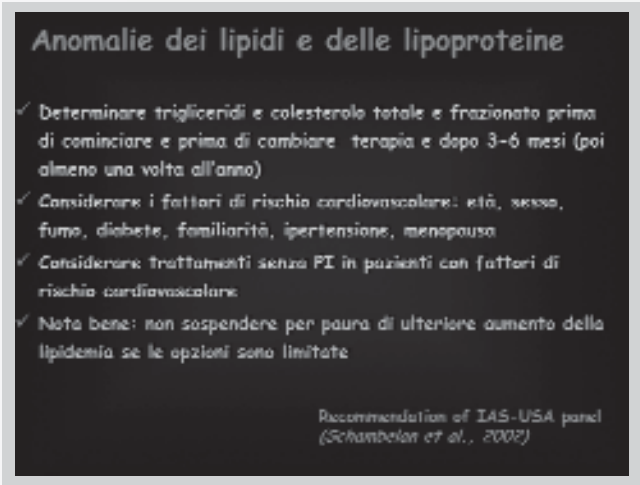 Anomalie dei lipidi e delle lipoproteine
✓ Determinare trigliceridi e colesterolo totale e frazionato prima
di cominciare e prima di cambiare terapia e dopo 3-6 mesi (poi
almeno una volta all'anno)
✓ Considerare i fattori di rischio cardiovascolare: età, sesso,
fumo, diabete, familiarità, ipertensione, menopausa
✓ Considerare trattamenti senza PI in pazienti con fattori di
rischio cardiovascolare
✓ Nota bene: non sospendere per paura di ulteriore aumento della
lipidemia se le opzioni sono limitate
Recommendation of IAS-USA panel
(Schambelan et al., 2002)